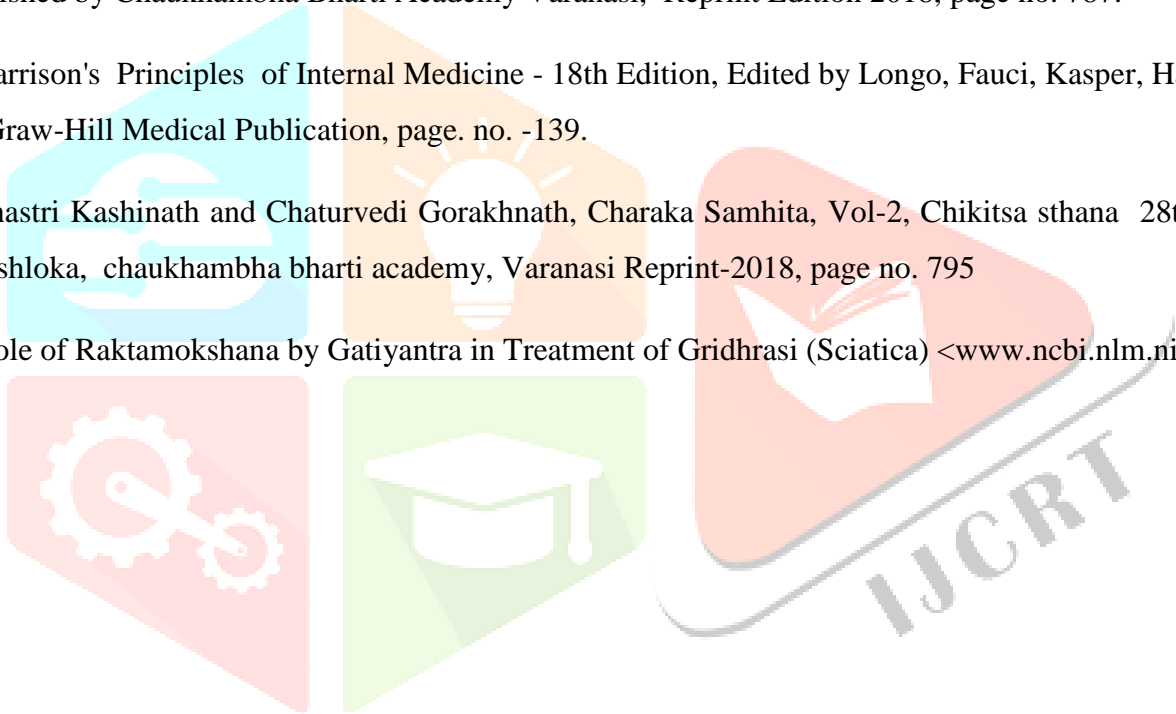 ished by Chaukhambha Bharti Academy Varanasi, Reprint Edition 2018, page no. 787.
arrison's Principles of Internal Medicine - 18th Edition, Edited by Longo, Fauci, Kasper, H
Graw-Hill Medical Publication, page. no. -139.
hastri Kashinath and Chaturvedi Gorakhnath, Charaka Samhita, Vol-2, Chikitsa sthana 28t
shloka, chaukhambha bharti academy, Varanasi Reprint-2018, page no. 795
ole of Raktamokshana by Gatiyantra in Treatment of Gridhrasi (Sciatica) <www.ncbi.nlm.ni
IJCRT